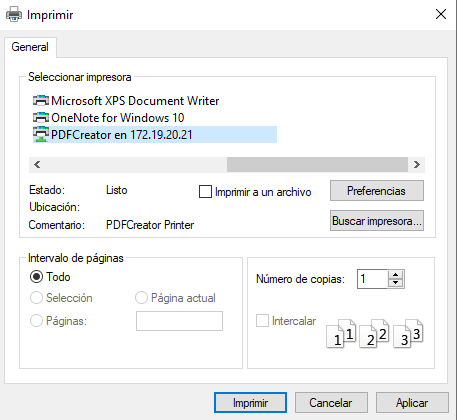 Imprimir
General
Seleccionar impresora
Microsoft XPS Document Writer
OneNote for Windows 10
PDFCreator en 172.19.20.21
Estado: Listo
Imprimir a un archivo
Preferencias
Ubicación:
Comentario: PDFCreator Printer
Buscar impresora...
Intervalo de páginas
Todo
Selección
Página actual
Páginas:
Número de copias: 1
Intercalar
1 1 2 2 3 3
Imprimir
Cancelar
Aplicar